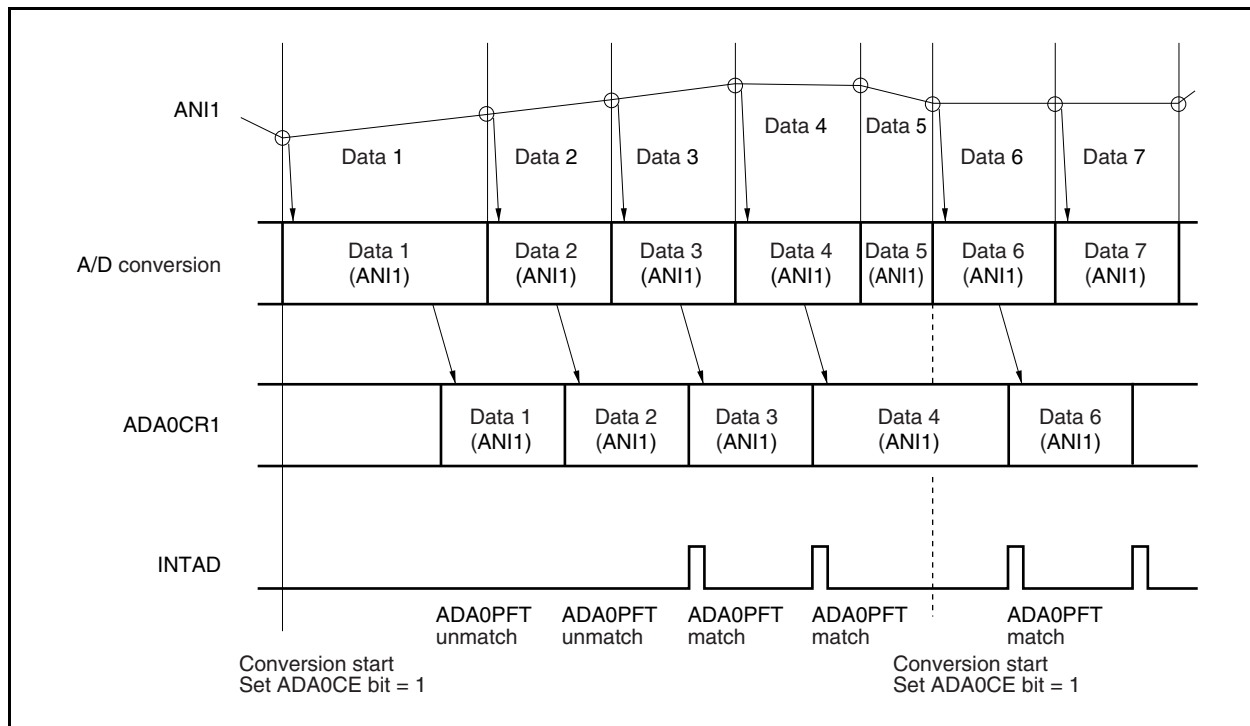 ANI1
Data 1
Data 2
Data 3
Data 4
Data 5
Data 6
Data 7
A/D conversion
Data 1
(ANI1)
Data 2
(ANI1)
Data 3
(ANI1)
Data 4
(ANI1)
Data 5
(ANI1)
Data 6
(ANI1)
Data 7
(ANI1)
ADA0CR1
Data 1
(ANI1)
Data 2
(ANI1)
Data 3
(ANI1)
Data 4
(ANI1)
Data 6
(ANI1)
INTAD
ADA0PFT
unmatch
ADA0PFT
unmatch
ADA0PFT
match
ADA0PFT
match
ADA0PFT
match
Conversion start
Set ADA0CE bit = 1
Conversion start
Set ADA0CE bit = 1